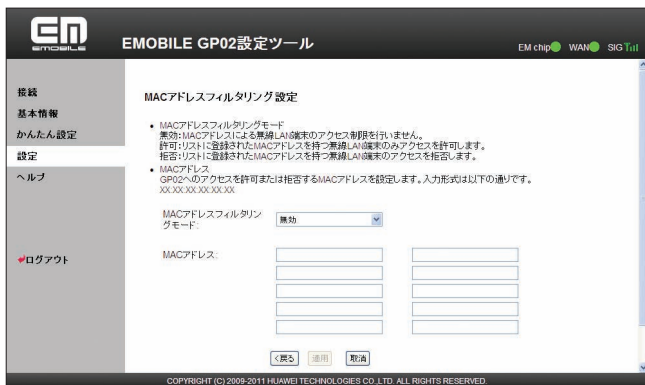 EM
EMOBILE
EMOBILE GP02設定ツール
EM chip WAN SIG
接続
基本情報
かんたん設定
設定
ヘルプ
ログアウト
MACアドレスフィルタリング設定
• MACアドレスフィルタリングモード
無効:MACアドレスによる無線LAN端末のアクセス制限を行いません。
許可:リストに登録されたMACアドレスを持つ無線LAN端末のみアクセスを許可します。
拒否:リストに登録されたMACアドレスを持つ無線LAN端末のアクセスを拒否します。
• MACアドレス
GP02へのアクセスを許可または拒否するMACアドレスを設定します。入力形式は以下の通りです。
XX:XX:XX:XX:XX:XX
MACアドレスフィルタリン
グモード:
無効
MACアドレス:
<戻る 適用 取消
COPYRIGHT (C) 2009-2011 HUAWEI TECHNOLOGIES CO.,LTD. ALL RIGHTS RESERVED.